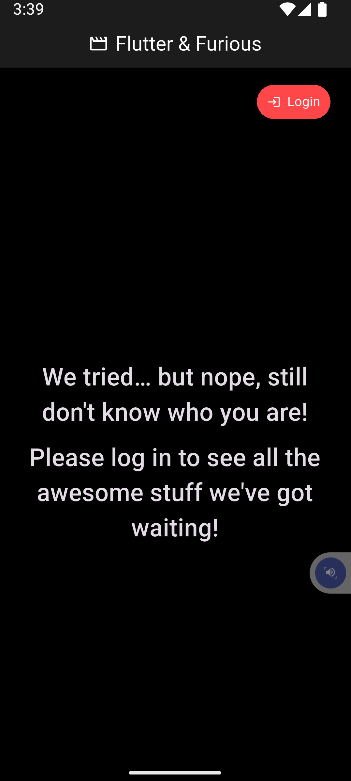 3:39
Flutter & Furious
Login
We tried... but nope, still
don't know who you are!
Please log in to see all the
awesome stuff we've got
waiting!